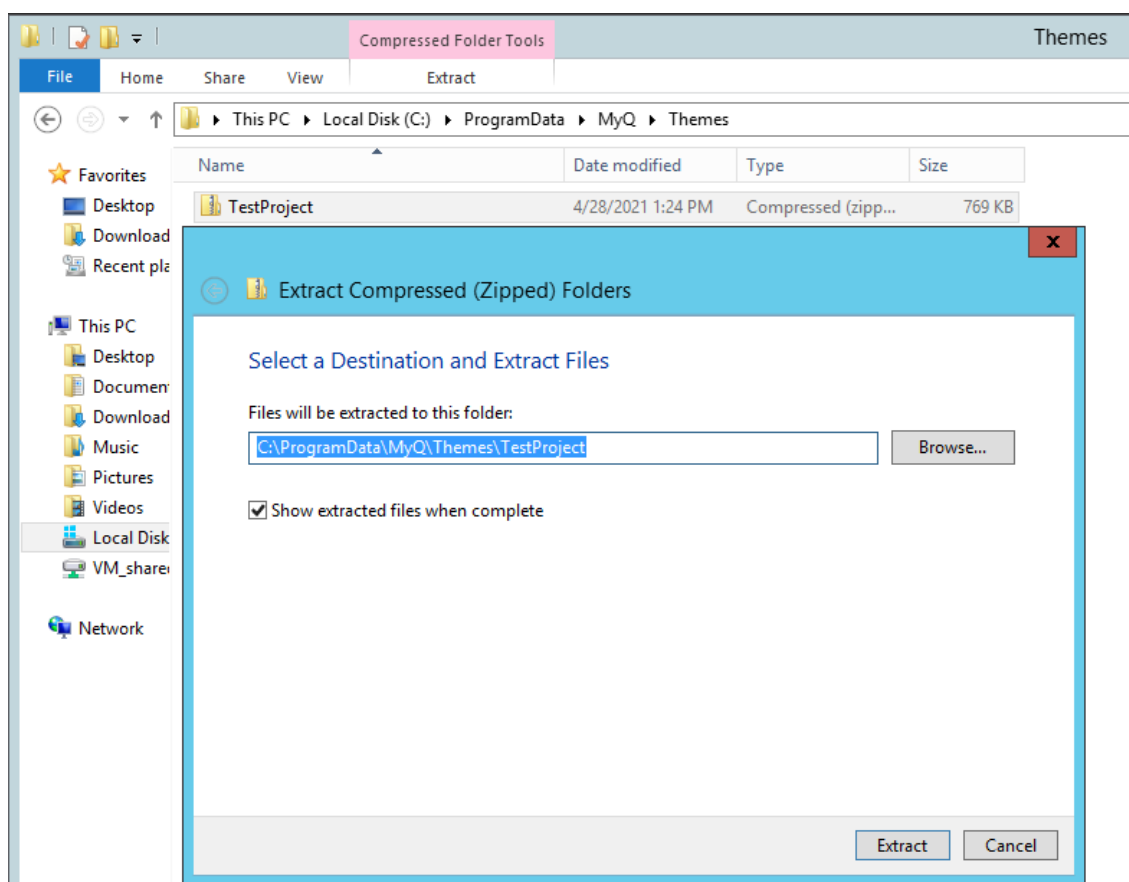 Compressed Folder Tools
Themes
File Home Share View Extract
This PC Local Disk (C:) ProgramData MyQ Themes
Favorites
Desktop
Download
Recent pla
This PC
Desktop
Documen
Download
Music
Pictures
Videos
Local Disk
VM_share
Network
Name Date modified Type Size
TestProject 4/28/2021 1:24 PM Compressed (zipp... 769 KB
x
Extract Compressed (Zipped) Folders
Select a Destination and Extract Files
Files will be extracted to this folder:
C:\ProgramData\MyQ\Themes\TestProject
Browse...
Show extracted files when complete
Extract Cancel